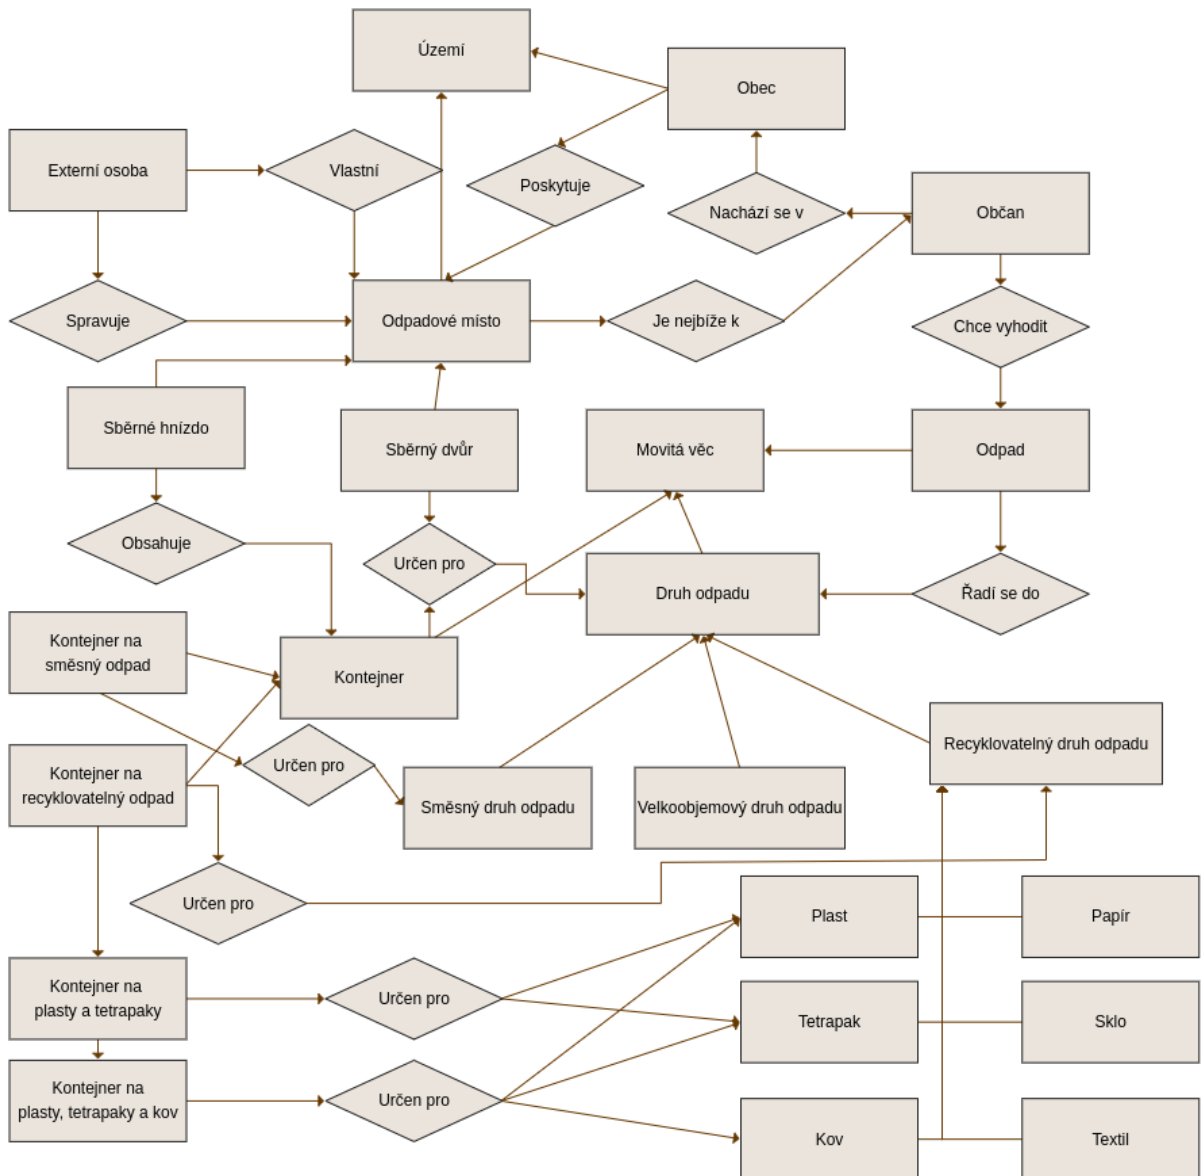 Území
Obec
Externí osoba
Vlastní
Poskytuje
Nachází se v
Občan
Spravuje
Odpadové místo
Je nejbíže k
Chce vyhodit
Sběrné hnízdo
Sběrný dvůr
Movitá věc
Odpad
Obsahuje
Určen pro
Druh odpadu
Řadí se do
Kontejner na
směsný odpad
Kontejner
Recyklovatelný druh odpadu
Kontejner na
recyklovatelný odpad
Určen pro
Směsný druh odpadu
Velkoobjemový druh odpadu
Určen pro
Plast
Papír
Kontejner na
plasty a tetrapaky
Určen pro
Tetrapak
Sklo
Kontejner na
plasty, tetrapaky a kov
Určen pro
Kov
Textil